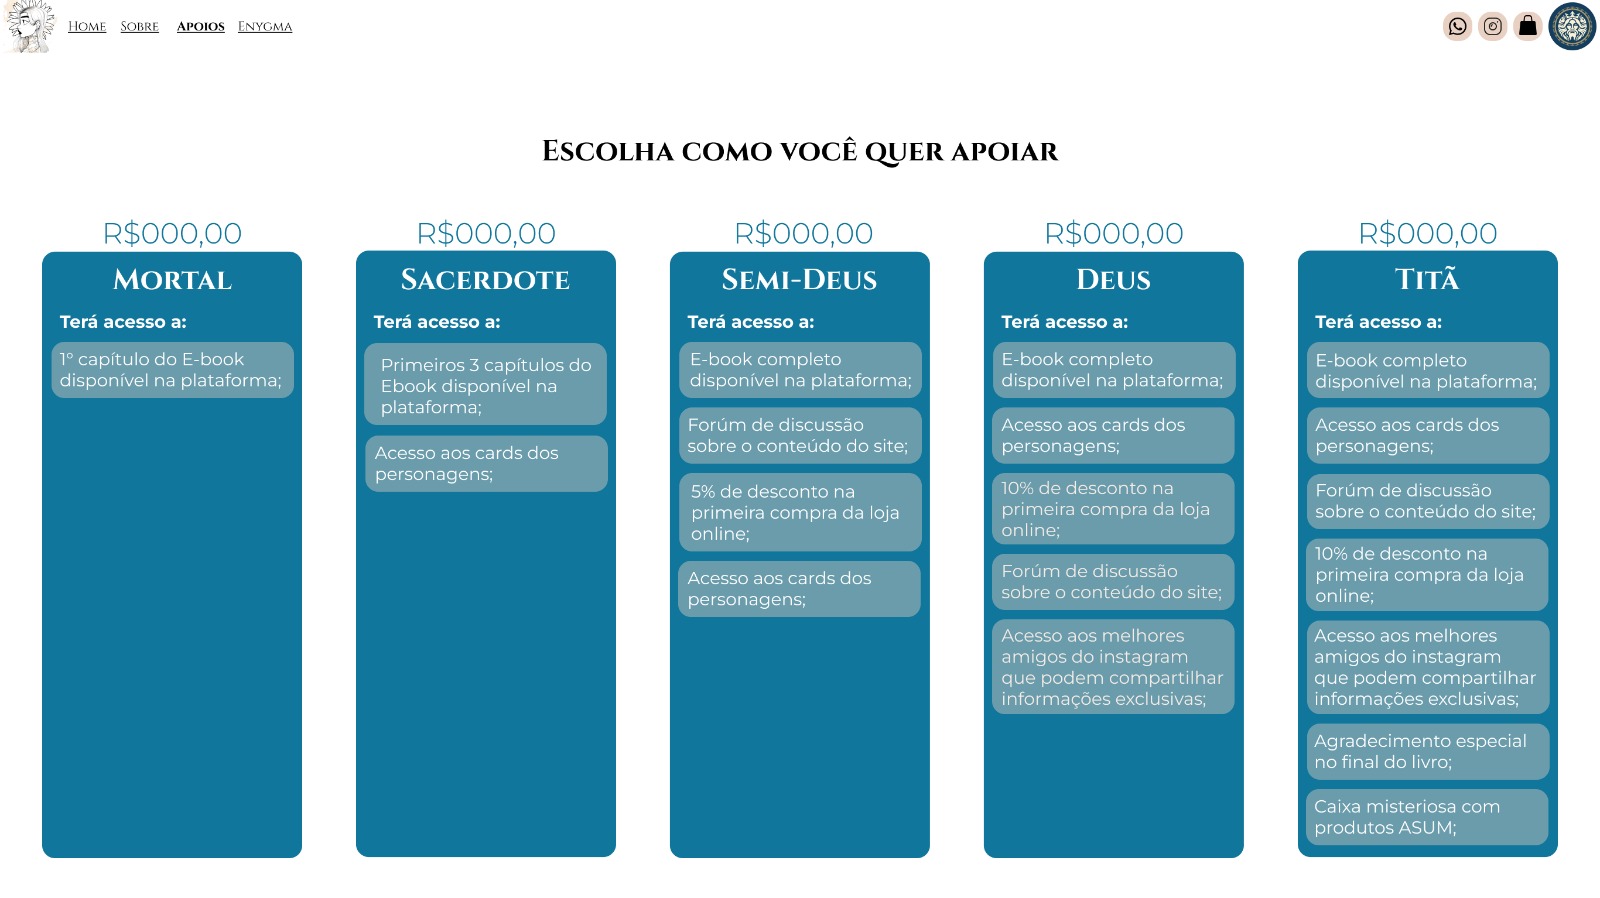 Home Sobre Apoios Enygma
Escolha como você quer apoiar
R$000,00
Mortal
Terá acesso a:
1° capítulo do E-book
disponível na plataforma;
R$000,00
Sacerdote
Terá acesso a:
Primeiros 3 capítulos do
Ebook disponível na
plataforma;
Acesso aos cards dos
personagens;
R$000,00
Semi-Deus
Terá acesso a:
E-book completo
disponível na plataforma;
Forúm de discussão
sobre o conteúdo do site;
5% de desconto na
primeira compra da loja
online;
Acesso aos cards dos
personagens;
R$000,00
Deus
Terá acesso a:
E-book completo
disponível na plataforma;
Acesso aos cards dos
personagens;
10% de desconto na
primeira compra da loja
online;
Forúm de discussão
sobre o conteúdo do site;
Acesso aos melhores
amigos do instagram
que podem compartilhar
informações exclusivas;
R$000,00
Titã
Terá acesso a:
E-book completo
disponível na plataforma;
Acesso aos cards dos
personagens;
Forúm de discussão
sobre o conteúdo do site;
10% de desconto na
primeira compra da loja
online;
Acesso aos melhores
amigos do instagram
que podem compartilhar
informações exclusivas;
Agradecimento especial
no final do livro;
Caixa misteriosa com
produtos ASUM;